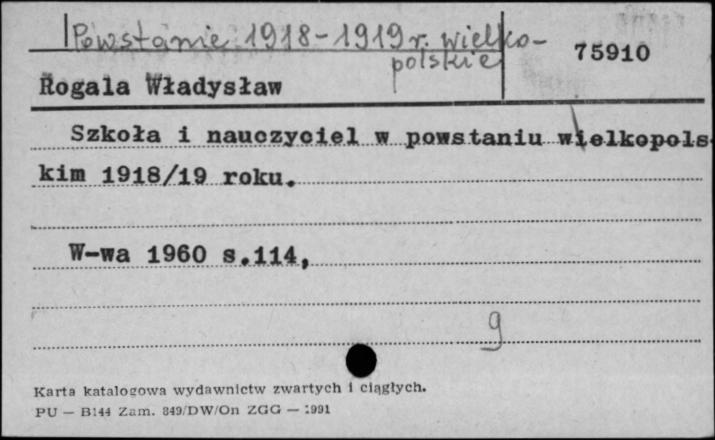 Powstanie 1918-1919 r. wielko-
polskie
75910
Rogala Władysław
Szkoła i nauczyciel w powstaniu wielkopols-
kim 1918/19 roku.
W-wa 1960 s.114,
g
Karta katalogowa wydawnictw zwartych i ciągłych.
PU — B144 Zam. 849/DW/On ZGG — 1991